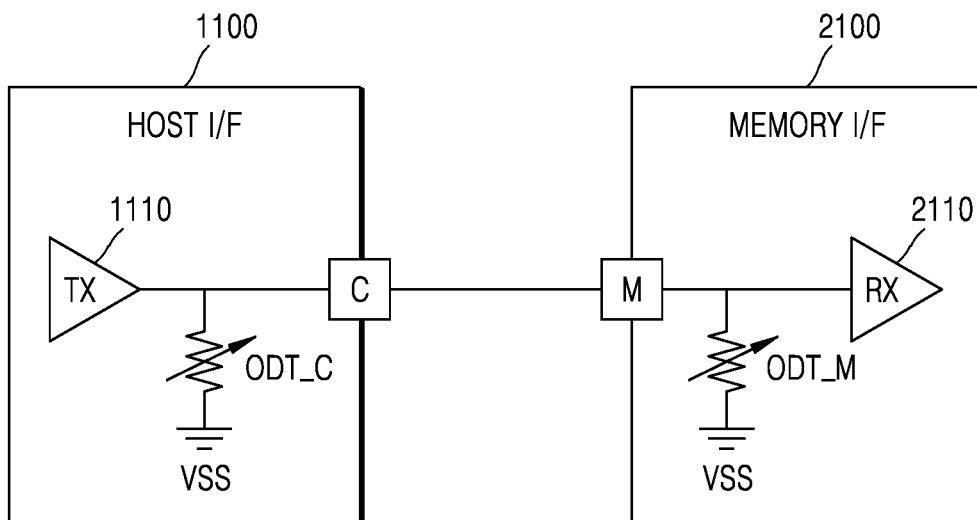 1100
2100
HOST I/F
MEMORY I/F
1110
2110
TX
C
M
RX
ODT_C
ODT_M
VSS
VSS